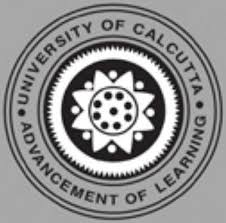 UNIVERSITY OF CALCUTTA
ADVANCEMENT OF LEARNING